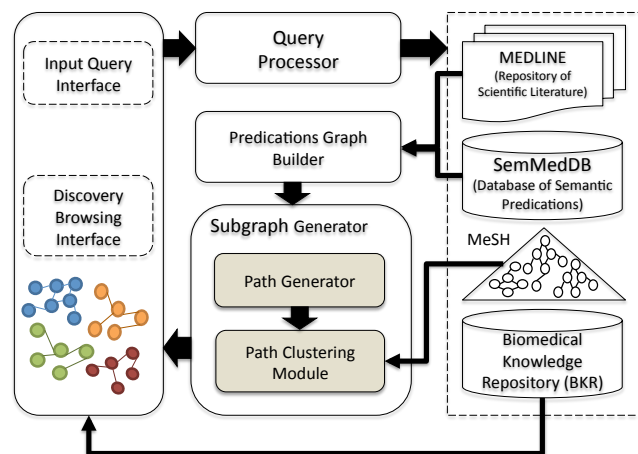 Input Query
Interface
Discovery
Browsing
Interface
Query
Processor
Predications Graph
Builder
Subgraph Generator
Path Generator
Path Clustering
Module
MEDLINE
(Repository of
Scientific Literature)
SemMedDB
(Database of Semantic
Predications)
MeSH
Biomedical
Knowledge
Repository (BKR)